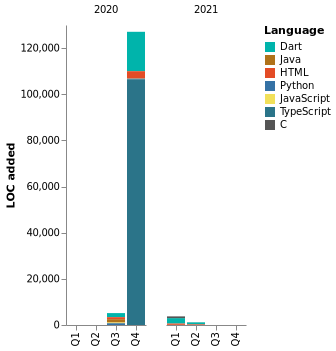 2020 2021
Language
Dart
Java
HTML
Python
JavaScript
TypeScript
C
LOC added
120,000
100,000
80,000
60,000
40,000
20,000
0
Q1 Q2 Q3 Q4 Q1 Q2 Q3 Q4